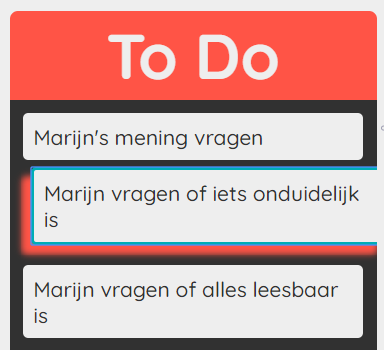 To Do
Marijn's mening vragen
Marijn vragen of iets onduidelijk
is
Marijn vragen of alles leesbaar
is